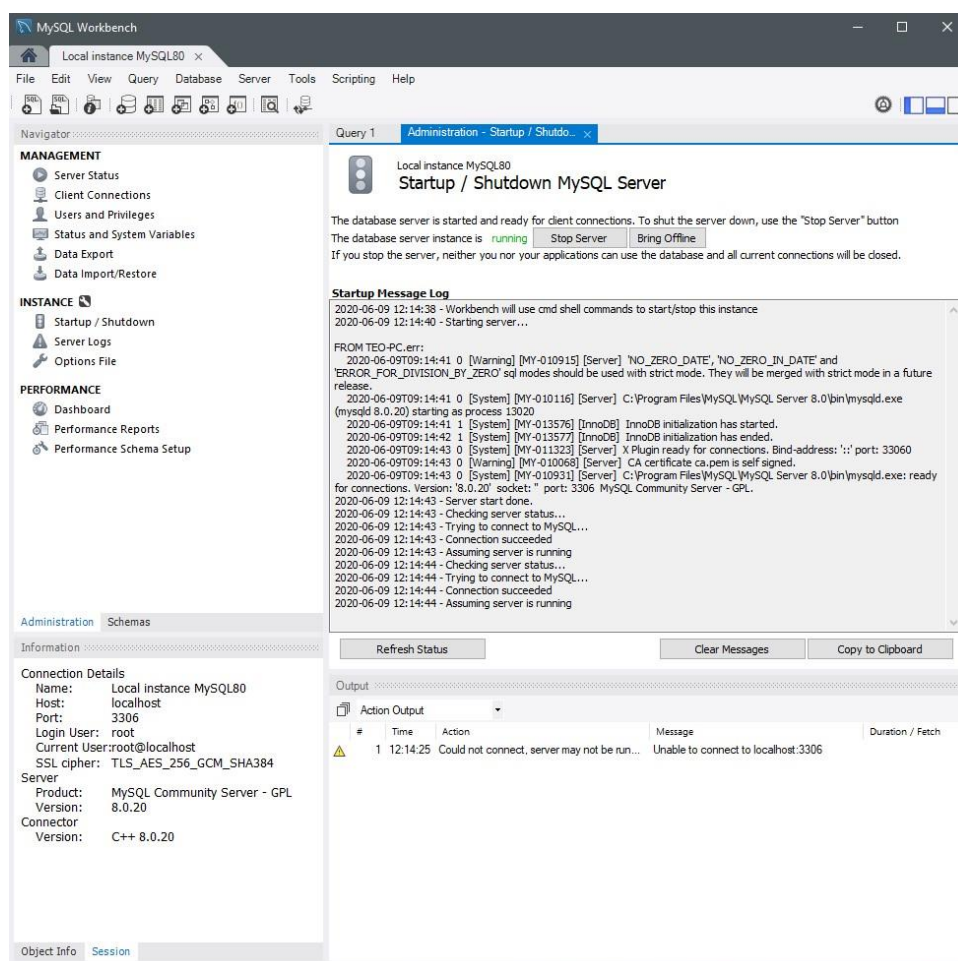 MySQL Workbench
Local instance MySQL80
File Edit View Query Database Server Tools Scripting Help
Navigator
MANAGEMENT
Server Status
Client Connections
Users and Privileges
Status and System Variables
Data Export
Data Import/Restore
INSTANCE
Startup / Shutdown
Server Logs
Options File
PERFORMANCE
Dashboard
Performance Reports
Performance Schema Setup
Administration Schemas
Information
Connection Details
Name: Local instance MySQL80
Host: localhost
Port: 3306
Login User: root
Current User:root@localhost
SSL cipher: TLS_AES_256_GCM_SHA384
Server
Product: MySQL Community Server - GPL
Version: 8.0.20
Connector
Version: C++ 8.0.20
Object Info Session
Query 1 Administration - Startup / Shutdo...
Local instance MySQL80
Startup / Shutdown MySQL Server
The database server is started and ready for client connections. To shut the server down, use the "Stop Server" button
The database server instance is running Stop Server Bring Offline
If you stop the server, neither you nor your applications can use the database and all current connections will be closed.
Startup Message Log
2020-06-09 12:14:38 - Workbench will use cmd shell commands to start/stop this instance
2020-06-09 12:14:40 - Starting server...
FROM TEO-PC.err:
2020-06-09T09:14:41 0 [Warning] [MY-010915] [Server] 'NO_ZERO_DATE', 'NO_ZERO_IN_DATE' and
'ERROR_FOR_DIVISION_BY_ZERO' sql modes should be used with strict mode. They will be merged with strict mode in a future
release.
2020-06-09T09:14:41 0 [System] [MY-010116] [Server] C:\Program Files\MySQL\MySQL Server 8.0\bin\mysqld.exe
(mysqld 8.0.20) starting as process 13020
2020-06-09T09:14:41 1 [System] [MY-013576] [InnoDB] InnoDB initialization has started.
2020-06-09T09:14:42 1 [System] [MY-013577] [InnoDB] InnoDB initialization has ended.
2020-06-09T09:14:43 0 [System] [MY-011323] [Server] X Plugin ready for connections. Bind-address: '::' port: 33060
2020-06-09T09:14:43 0 [Warning] [MY-010068] [Server] CA certificate ca.pem is self signed.
2020-06-09T09:14:43 0 [System] [MY-010931] [Server] C:\Program Files\MySQL\MySQL Server 8.0\bin\mysqld.exe: ready
for connections. Version: '8.0.20' socket: '' port: 3306 MySQL Community Server - GPL.
2020-06-09 12:14:43 - Server start done.
2020-06-09 12:14:43 - Checking server status...
2020-06-09 12:14:43 - Trying to connect to MySQL...
2020-06-09 12:14:43 - Connection succeeded
2020-06-09 12:14:43 - Assuming server is running
2020-06-09 12:14:44 - Checking server status...
2020-06-09 12:14:44 - Trying to connect to MySQL...
2020-06-09 12:14:44 - Connection succeeded
2020-06-09 12:14:44 - Assuming server is running
Refresh Status Clear Messages Copy to Clipboard
Output
Action Output
# Time Action Message Duration / Fetch
1 12:14:25 Could not connect, server may not be run... Unable to connect to localhost:3306